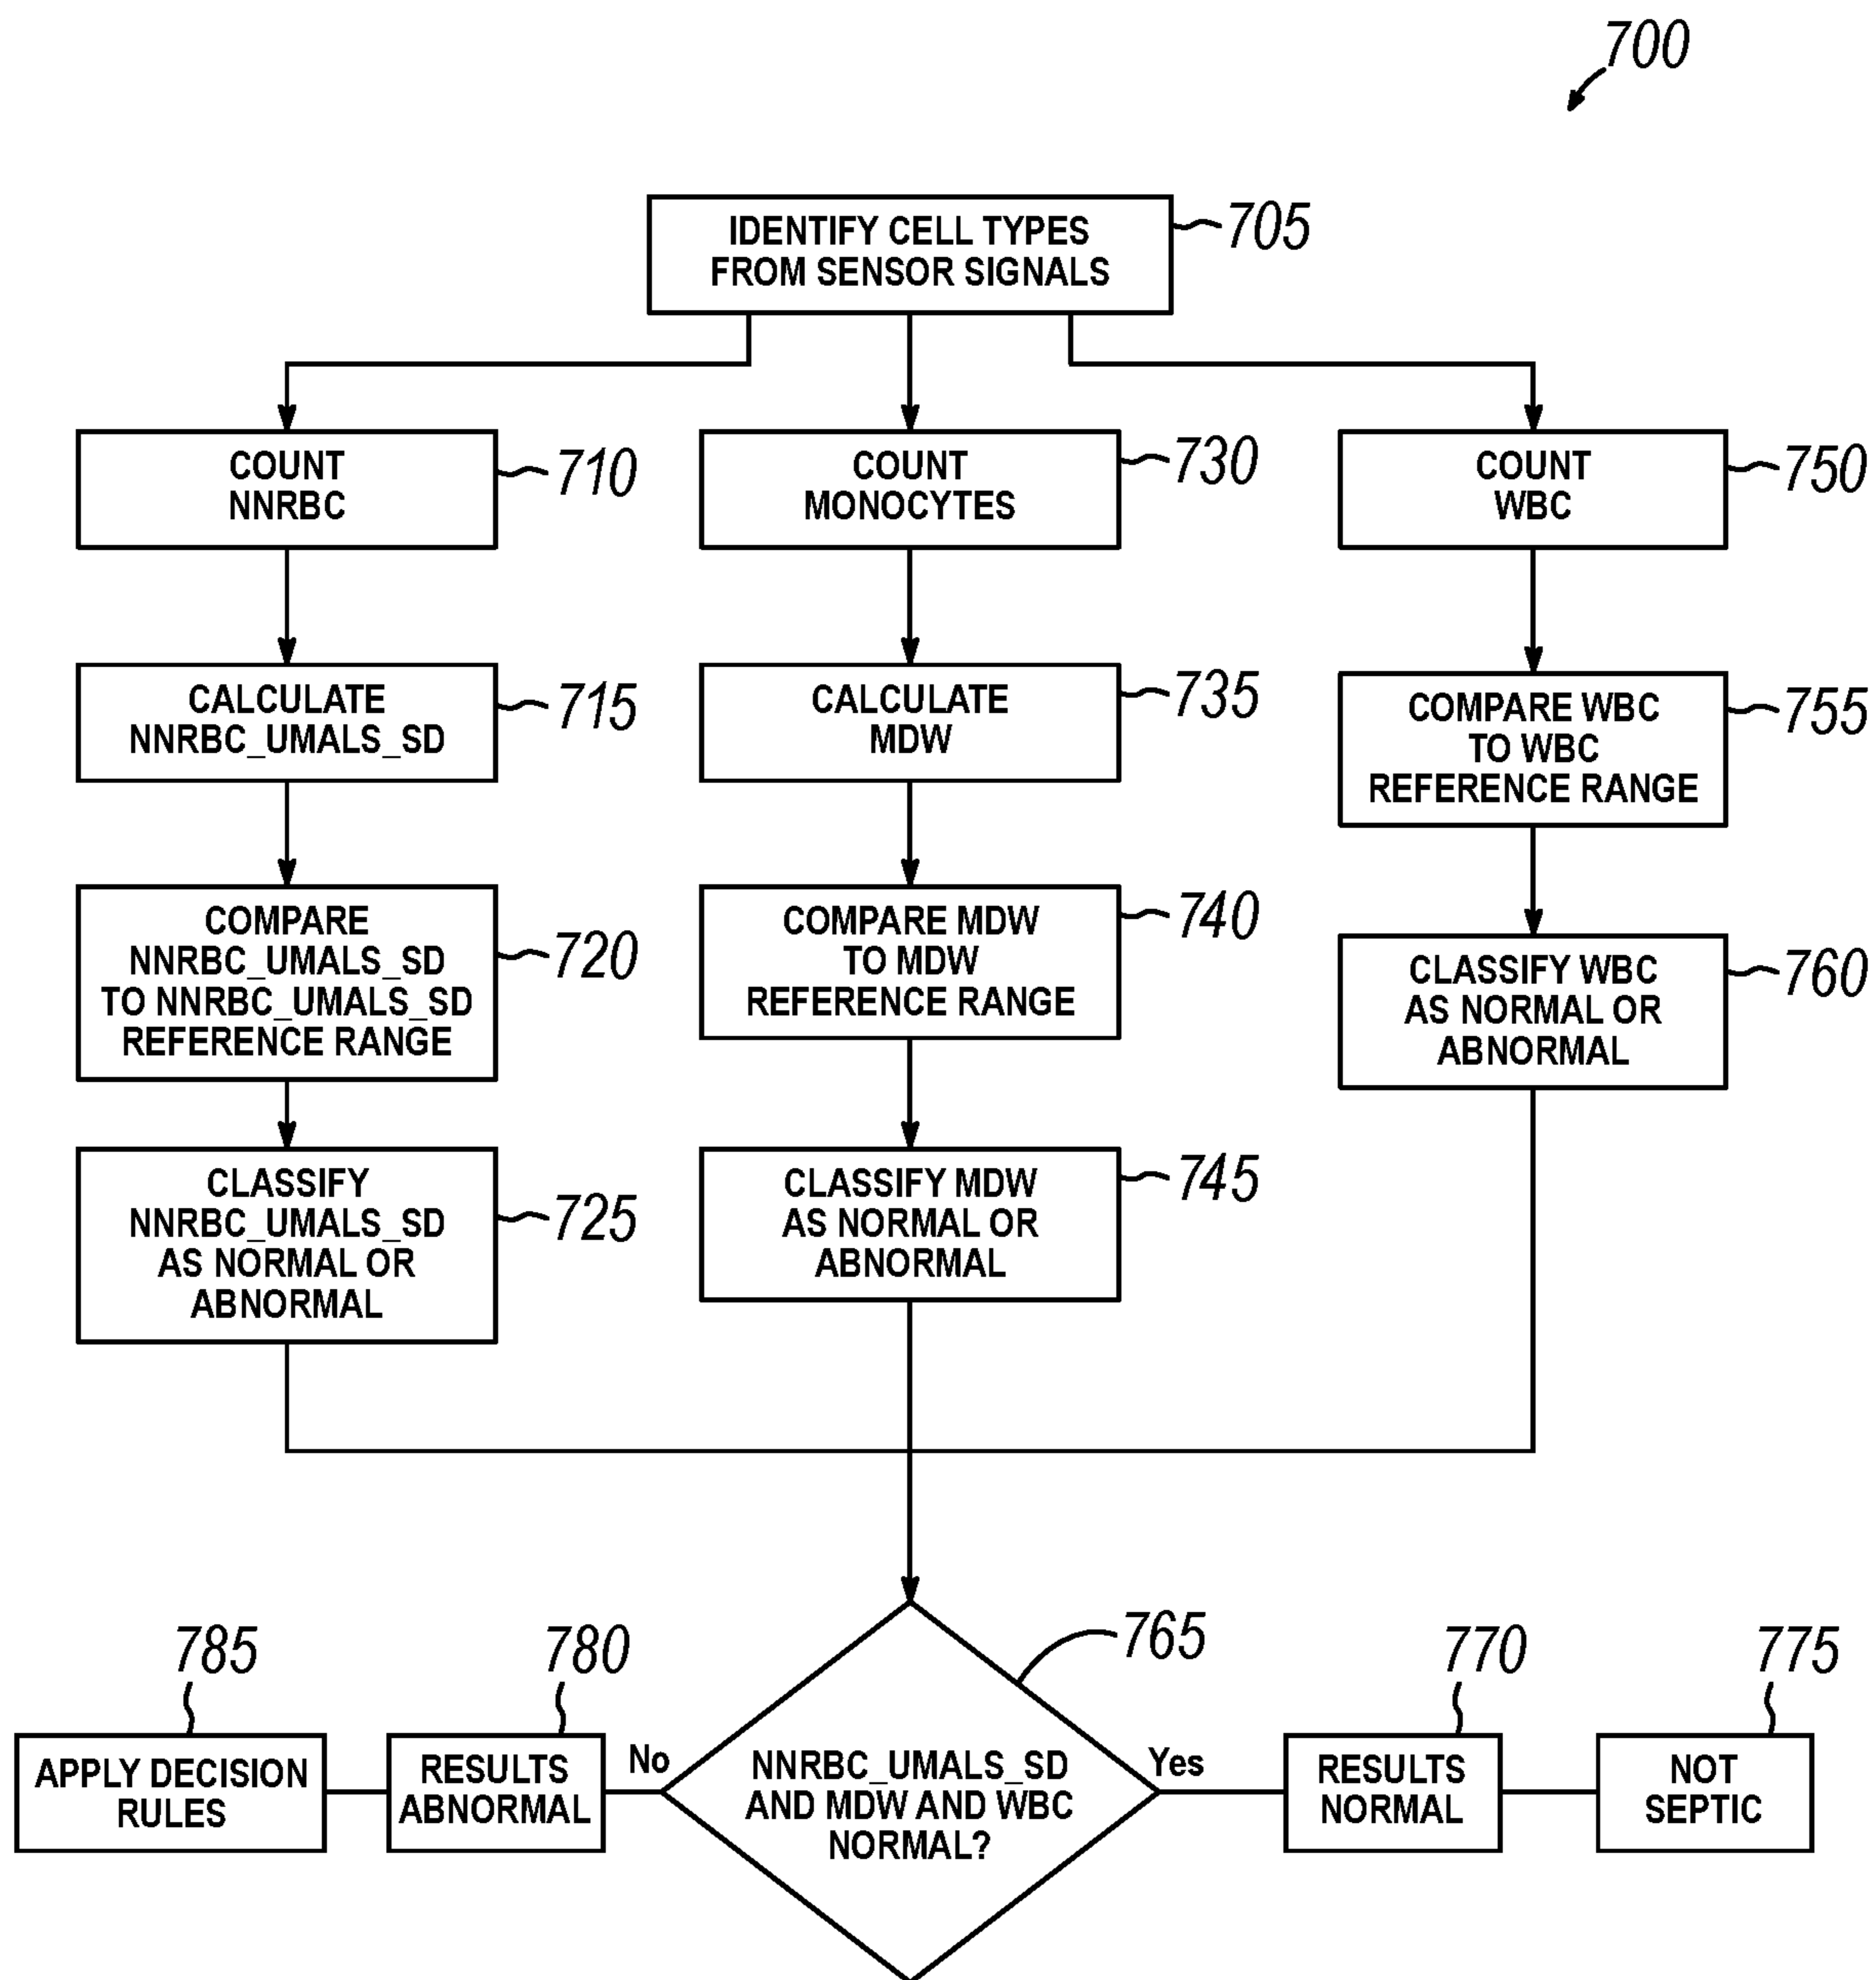 700
IDENTIFY CELL TYPES
FROM SENSOR SIGNALS
705
COUNT
NNRBC
710
CALCULATE
NNRBC_UMALS_SD
715
COMPARE
NNRBC_UMALS_SD
TO NNRBC_UMALS_SD
REFERENCE RANGE
720
CLASSIFY
NNRBC_UMALS_SD
AS NORMAL OR
ABNORMAL
725
COUNT
MONOCYTES
730
CALCULATE
MDW
735
COMPARE MDW
TO MDW
REFERENCE RANGE
740
CLASSIFY MDW
AS NORMAL OR
ABNORMAL
745
COUNT
WBC
750
COMPARE WBC
TO WBC
REFERENCE RANGE
755
CLASSIFY WBC
AS NORMAL OR
ABNORMAL
760
785
APPLY DECISION
RULES
780
RESULTS
ABNORMAL
No
765
NNRBC_UMALS_SD
AND MDW AND WBC
NORMAL?
Yes
770
RESULTS
NORMAL
775
NOT
SEPTIC